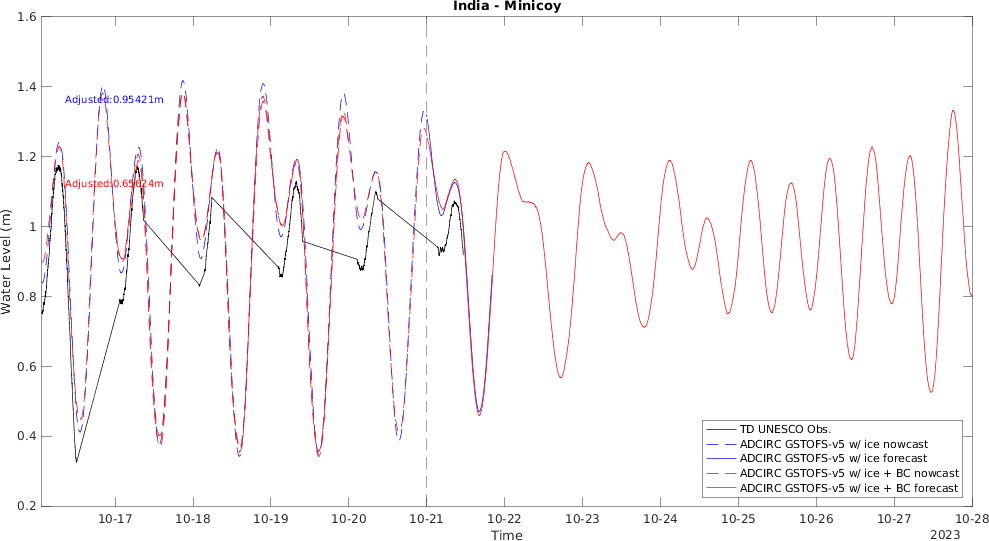 India - Minicoy
Water Level (m)
1.6
1.4
1.2
1
0.8
0.6
0.4
0.2
Adjusted:0.95421m
Adjusted:0.65624m
TD UNESCO Obs.
ADCIRC GSTOFS-v5 w/ ice nowcast
ADCIRC GSTOFS-v5 w/ ice forecast
ADCIRC GSTOFS-v5 w/ ice + BC nowcast
ADCIRC GSTOFS-v5 w/ ice + BC forecast
10-17 10-18 10-19 10-20 10-21 10-22 10-23 10-24 10-25 10-26 10-27 10-28
Time
2023